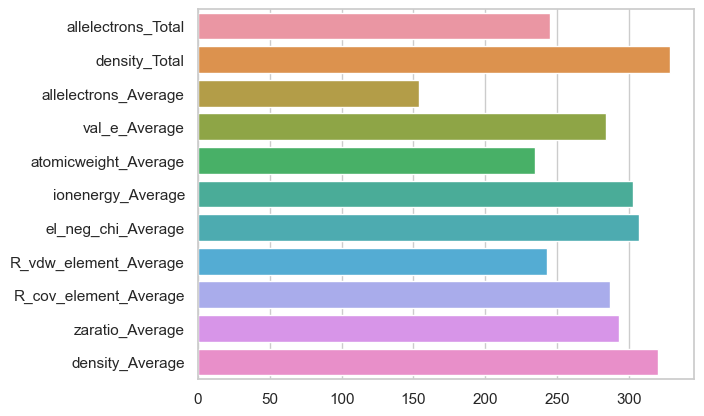 allelectrons_Total
density_Total
allelectrons_Average
val_e_Average
atomicweight_Average
ionenergy_Average
el_neg_chi_Average
R_vdw_element_Average
R_cov_element_Average
zaratio_Average
density_Average
0 50 100 150 200 250 300